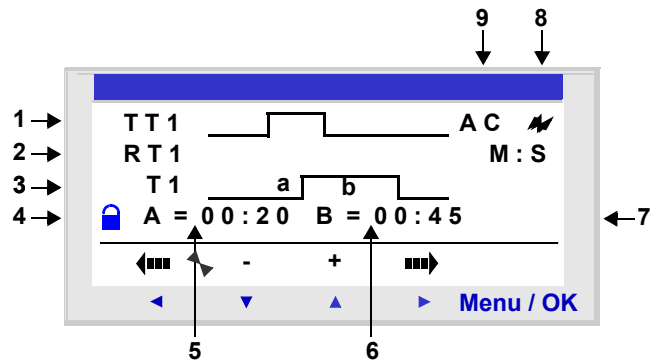 9 8
1 TT1 AC
2 RT1 M:S
3 T1 a b
4 A = 00:20 B = 00:45 7
- +
Menu / OK
5 6